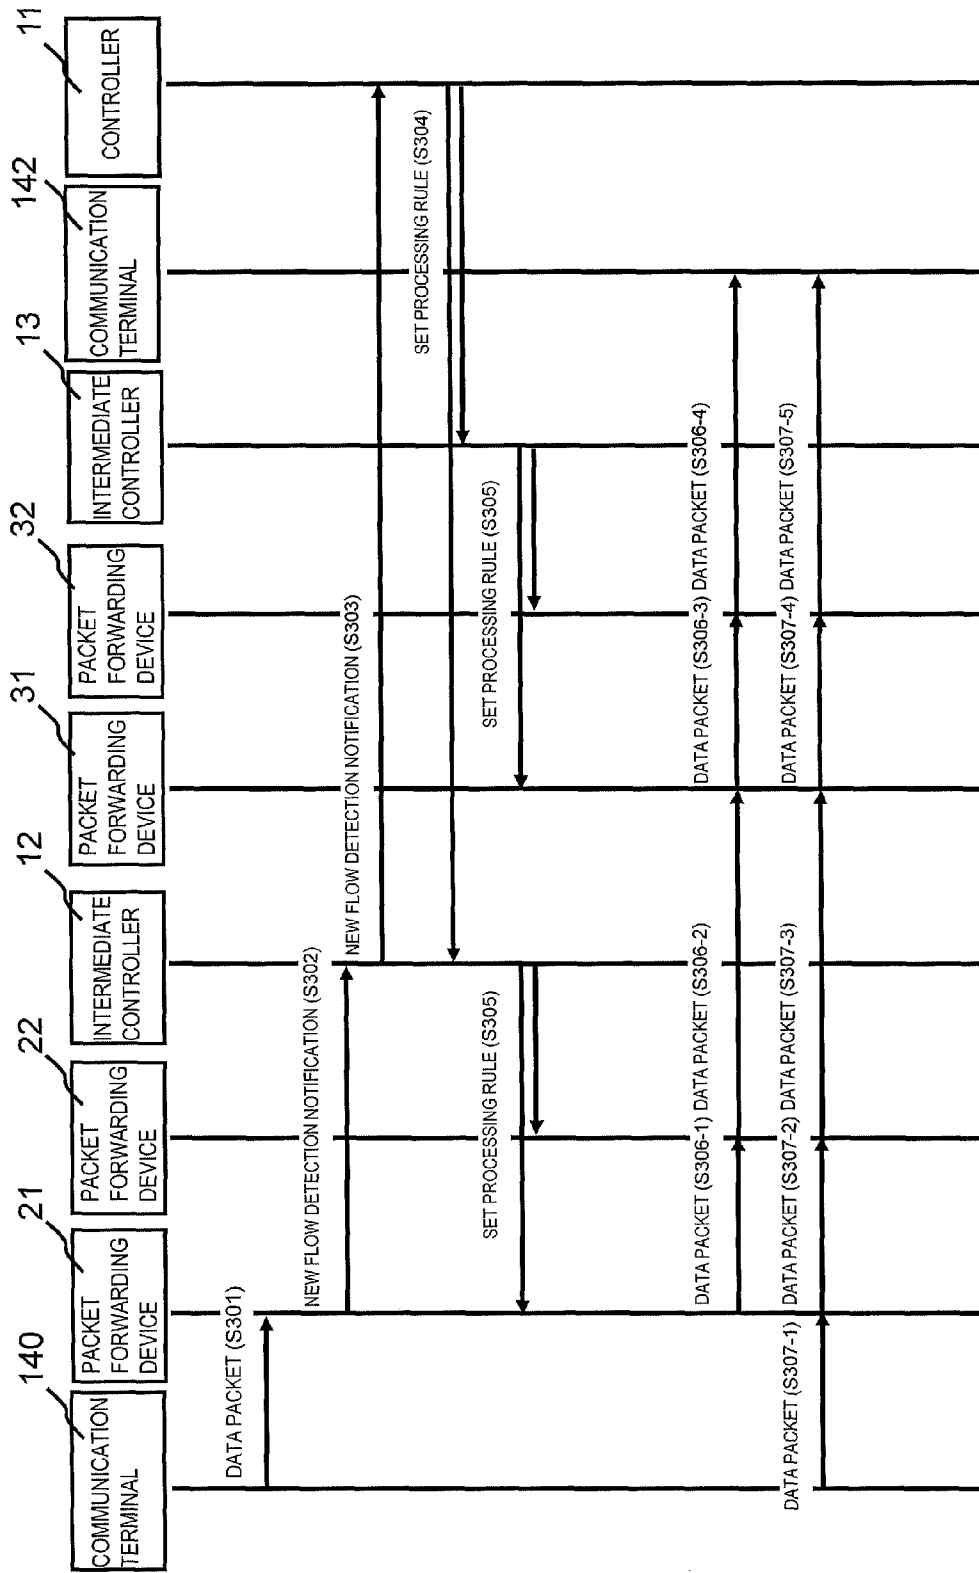 140
COMMUNICATION
TERMINAL
21
PACKET
FORWARDING
DEVICE
22
PACKET
FORWARDING
DEVICE
12
INTERMEDIATE
CONTROLLER
31
PACKET
FORWARDING
DEVICE
32
PACKET
FORWARDING
DEVICE
13
INTERMEDIATE
CONTROLLER
142
COMMUNICATION
TERMINAL
11
CONTROLLER
DATA PACKET (S301)
NEW FLOW DETECTION NOTIFICATION (S302)
NEW FLOW DETECTION NOTIFICATION (S303)
SET PROCESSING RULE (S304)
SET PROCESSING RULE (S305)
SET PROCESSING RULE (S305)
DATA PACKET (S306-1) DATA PACKET (S306-2)
DATA PACKET (S306-3) DATA PACKET (S306-4)
DATA PACKET (S307-1)
DATA PACKET (S307-2) DATA PACKET (S307-3)
DATA PACKET (S307-4) DATA PACKET (S307-5)